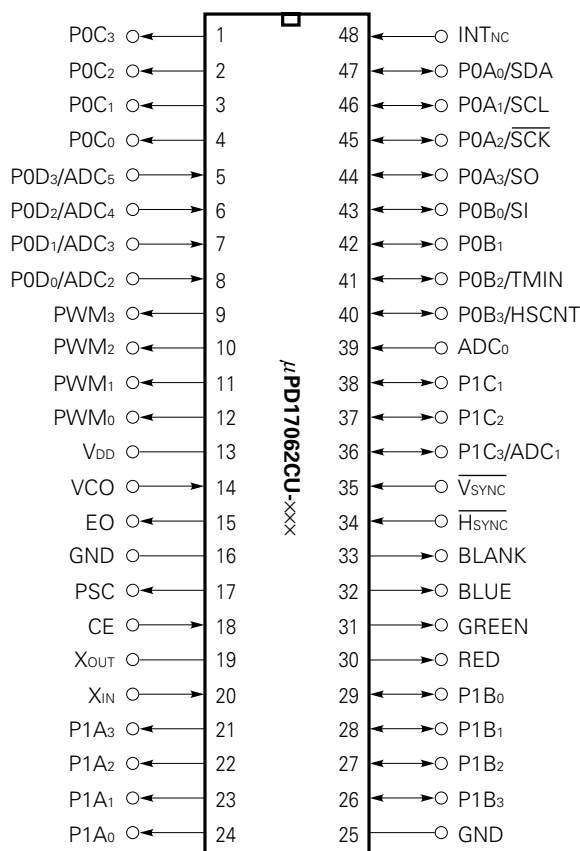 P0C₃ 1 48 INTNC
P0C₂ 2 47 P0A₀/SDA
P0C₁ 3 46 P0A₁/SCL
P0C₀ 4 45 P0A₂/S̅C̅K̅
P0D₃/ADC₅ 5 44 P0A₃/SO
P0D₂/ADC₄ 6 43 P0B₀/SI
P0D₁/ADC₃ 7 42 P0B₁
P0D₀/ADC₂ 8 41 P0B₂/TMIN
PWM₃ 9 40 P0B₃/HSCNT
PWM₂ 10 39 ADC₀
PWM₁ 11 38 P1C₁
PWM₀ 12 37 P1C₂
VDD 13 36 P1C₃/ADC₁
VCO 14 35 V̅S̅Y̅N̅C̅
EO 15 34 H̅S̅Y̅N̅C̅
GND 16 33 BLANK
PSC 17 32 BLUE
CE 18 31 GREEN
XOUT 19 30 RED
XIN 20 29 P1B₀
P1A₃ 21 28 P1B₁
P1A₂ 22 27 P1B₂
P1A₁ 23 26 P1B₃
P1A₀ 24 25 GND
µPD17062CU-×××